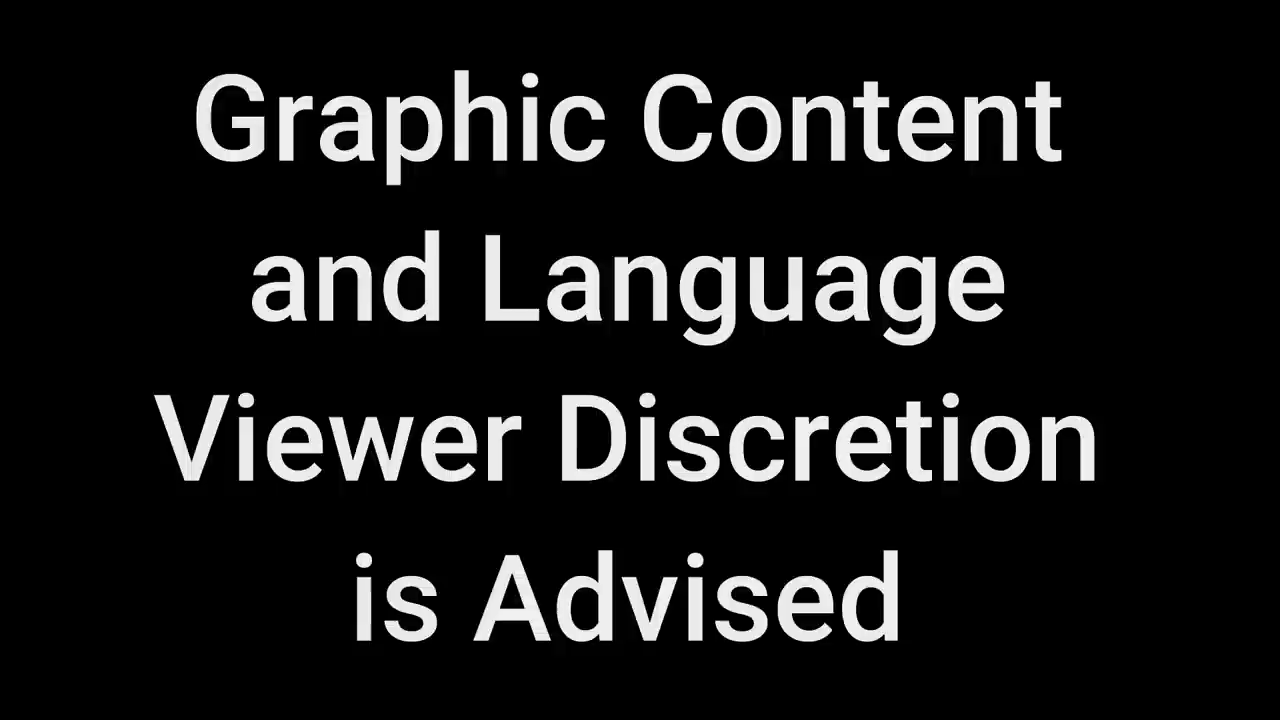 Graphic Content
and Language
Viewer Discretion
is Advised